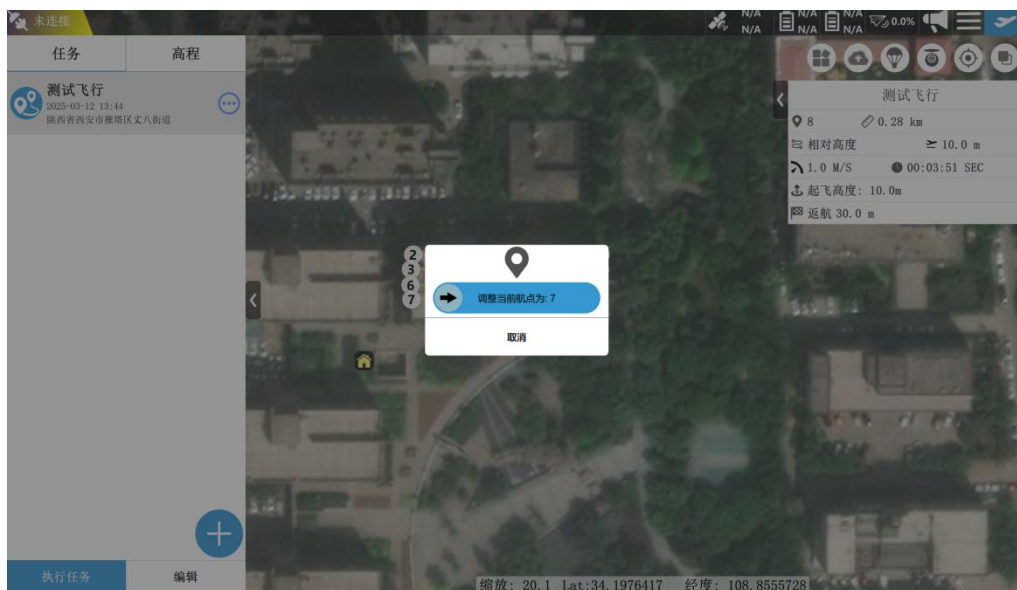 未连接
N/A
N/A
N/A
N/A
N/A
N/A
0.0%
任务
高程
测试飞行
2025-03-12 13:44
陕西省西安市雁塔区丈八街道
测试飞行
8
0.28 km
相对高度
10.0 m
1.0 M/S
00:03:51 SEC
起飞高度: 10.0m
返航 30.0 m
2
3
6
7
调整当前航点为: 7
取消
执行任务
编辑
缩放: 20.1 Lat:34.1976417 经度: 108.8555728